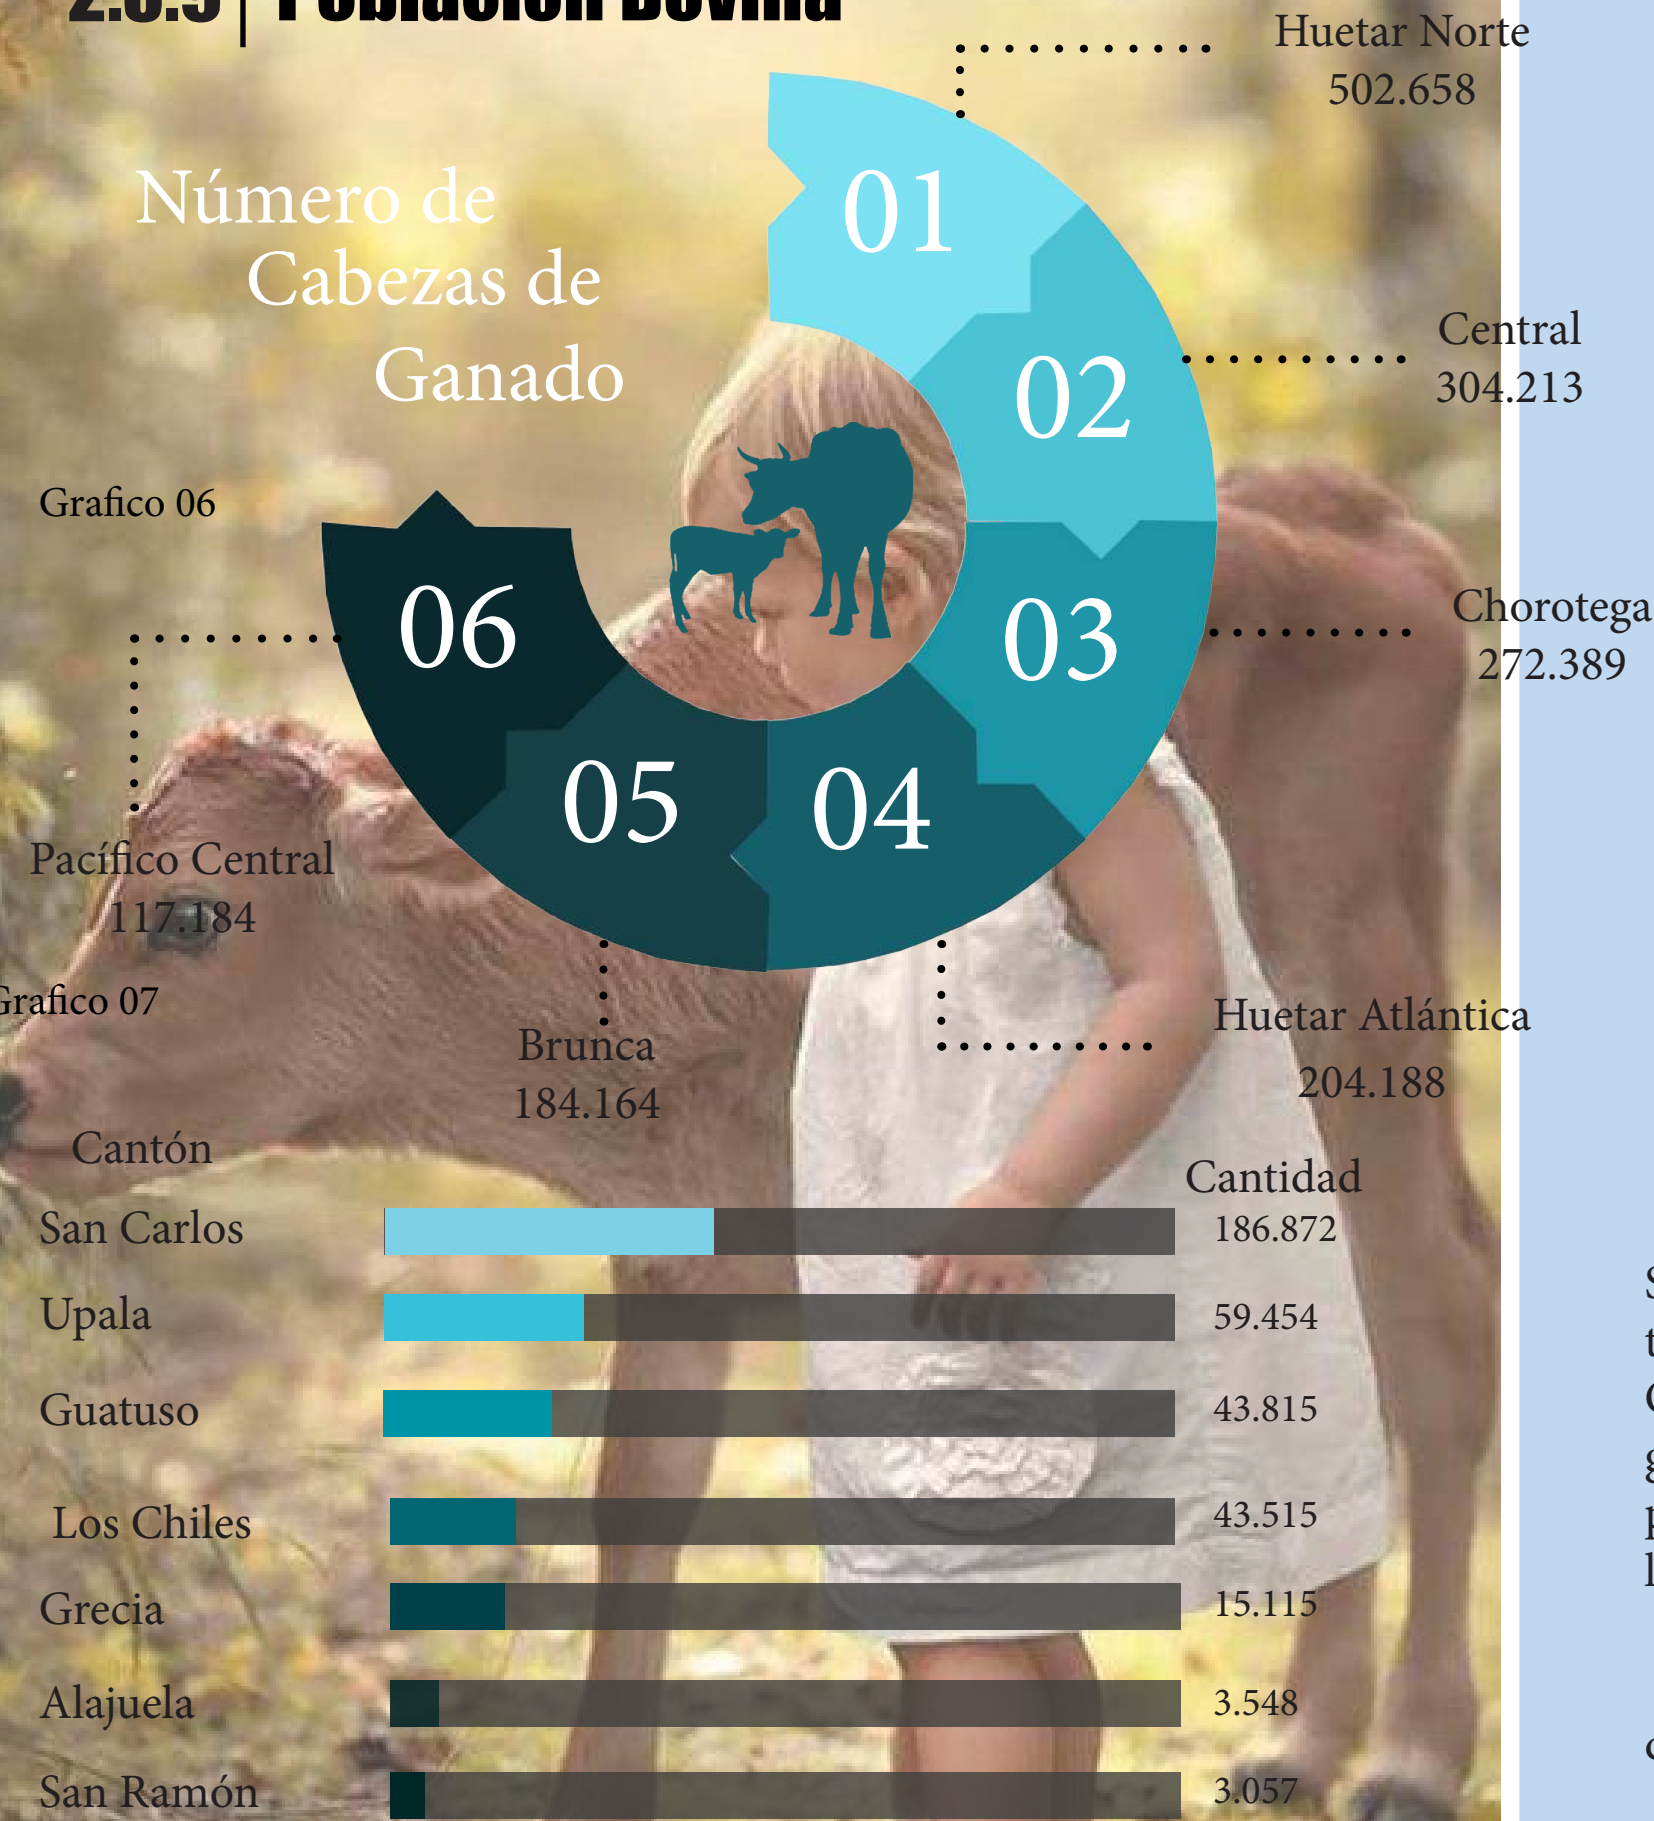 Población Bovina
Huetar Norte
502.658
Número de
Cabezas de
Ganado
01
Central
304.213
02
Grafico 06
Chorotega
272.389
03
06
05
04
Pacífico Central
117.184
Grafico 07
Brunca
184.164
Huetar Atlántica
204.188
Cantón
Cantidad
San Carlos 186.872
Upala 59.454
Guatuso 43.815
Los Chiles 43.515
Grecia 15.115
Alajuela 3.548
San Ramón 3.057